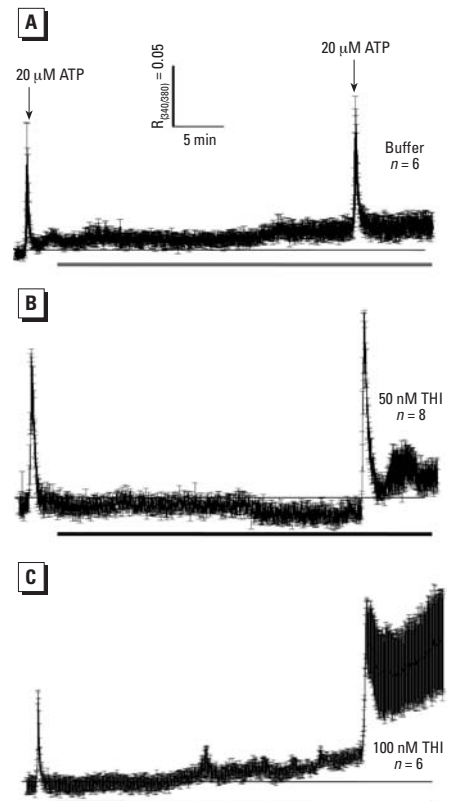 A
20 μM ATP
20 μM ATP
R(340/380) = 0.05
5 min
Buffer
n = 6
B
50 nM THI
n = 8
C
100 nM THI
n = 6